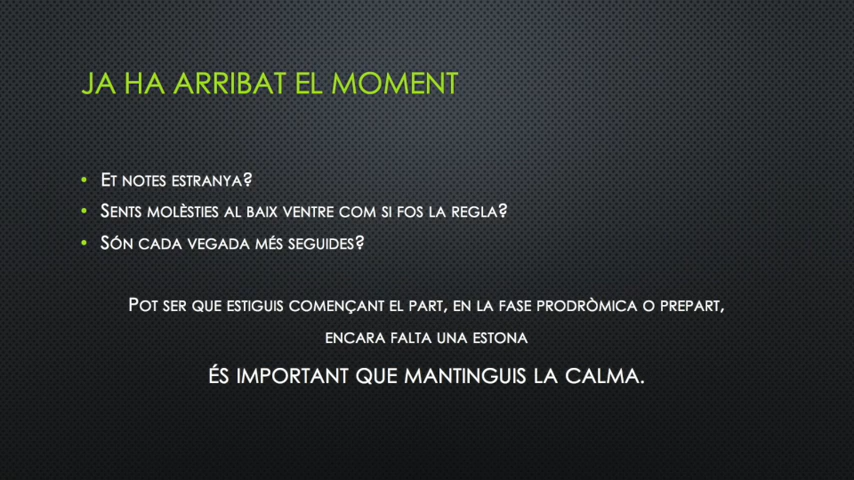 JA HA ARRIBAT EL MOMENT
• ET NOTES ESTRANYA?
• SENTS MOLÈSTIES AL BAIX VENTRE COM SI FOS LA REGLA?
• SÓN CADA VEGADA MÉS SEGUIDES?
POT SER QUE ESTIGUIS COMENÇANT EL PART, EN LA FASE PRODRÒMICA O PREPART,
ENCARA FALTA UNA ESTONA
ÉS IMPORTANT QUE MANTINGUIS LA CALMA.